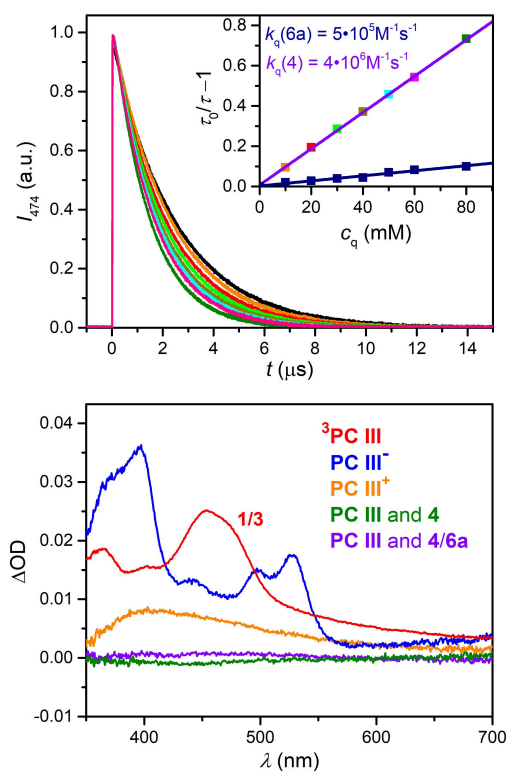 1.0
0.8
0.6
0.4
0.2
0.0
I₄₇₄ (a.u.)
0 2 4 6 8 10 12 14
t (μs)
kq(6a) = 5•10⁵M⁻¹s⁻¹
kq(4) = 4•10⁶M⁻¹s⁻¹
0.8
0.6
0.4
0.2
0.0
τ₀/τ −1
0 20 40 60 80
cq (mM)
0.04
0.03
0.02
0.01
0.00
-0.01
ΔOD
³PC III
PC III⁻
PC III⁺
PC III and 4
PC III and 4/6a
1/3
400 500 600 700
λ (nm)